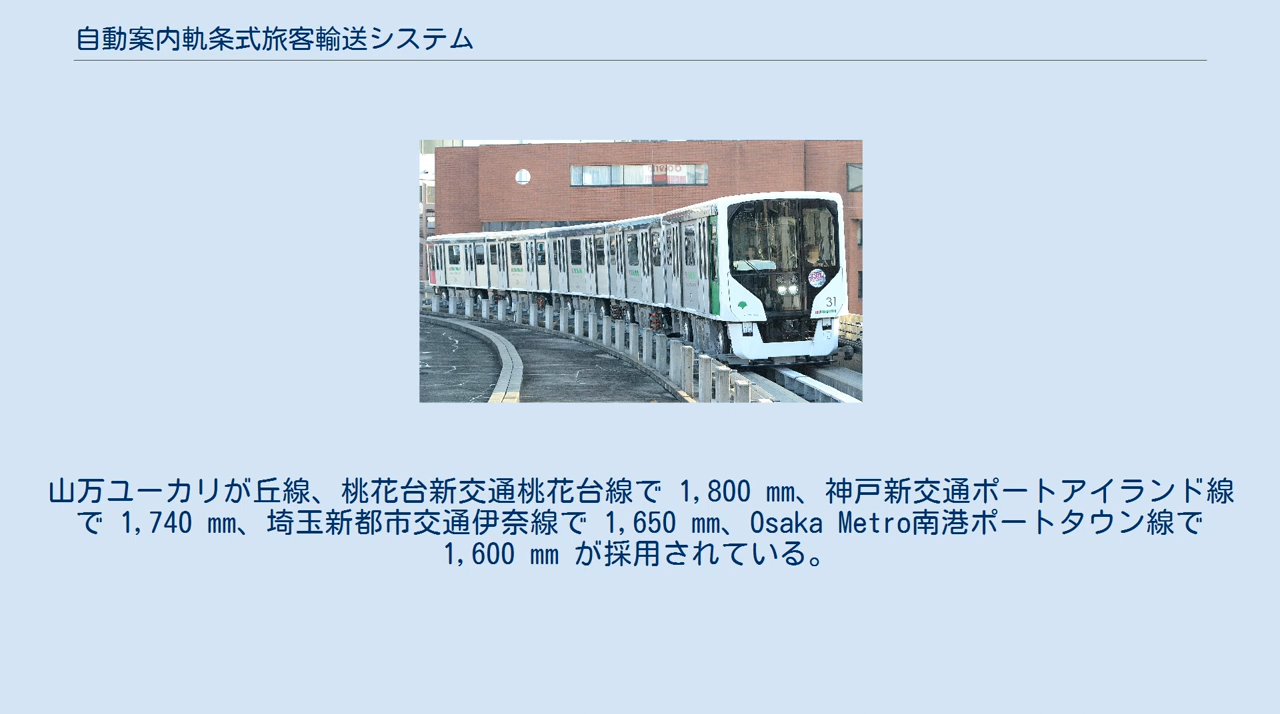 自動案内軌条式旅客輸送システム
31
山万ユーカリが丘線、桃花台新交通桃花台線で 1,800 mm、神戸新交通ポートアイランド線
で 1,740 mm、埼玉新都市交通伊奈線で 1,650 mm、Osaka Metro南港ポートタウン線で
1,600 mm が採用されている。